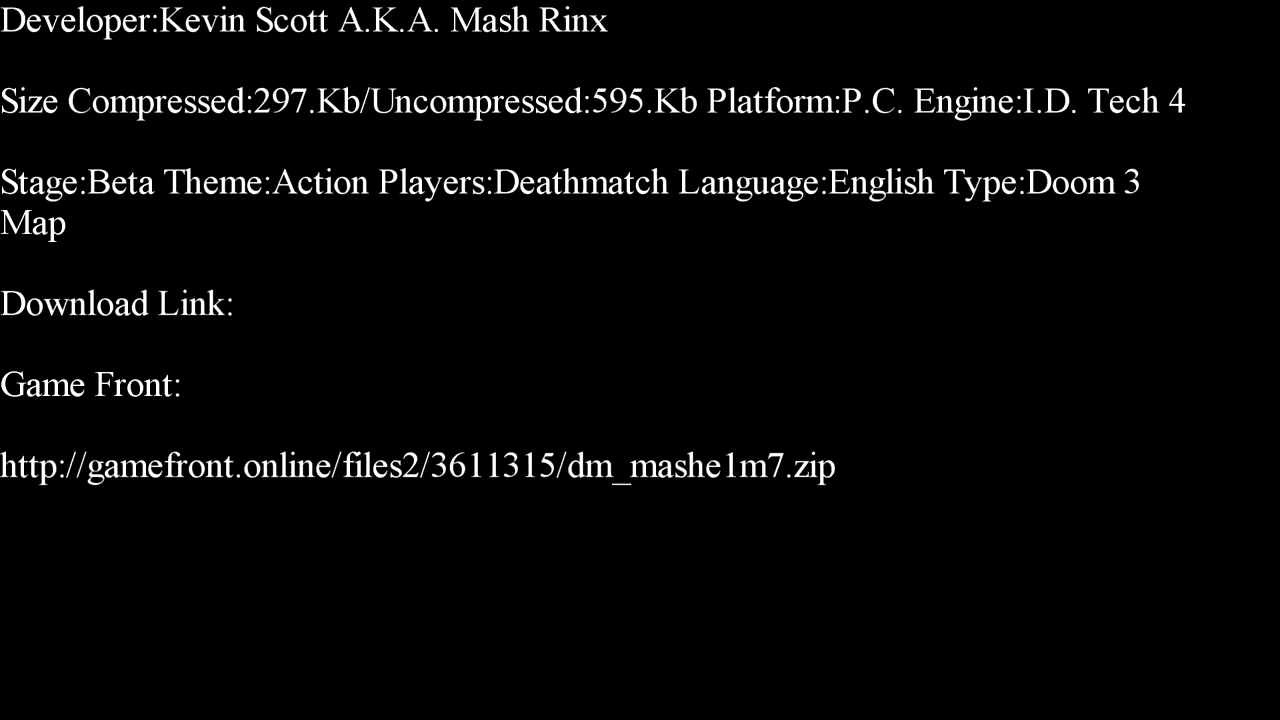 Developer:Kevin Scott A.K.A. Mash Rinx
Size Compressed:297.Kb/Uncompressed:595.Kb Platform:P.C. Engine:I.D. Tech 4
Stage:Beta Theme:Action Players:Deathmatch Language:English Type:Doom 3
Map
Download Link:
Game Front:
http://gamefront.online/files2/3611315/dm_mashe1m7.zip